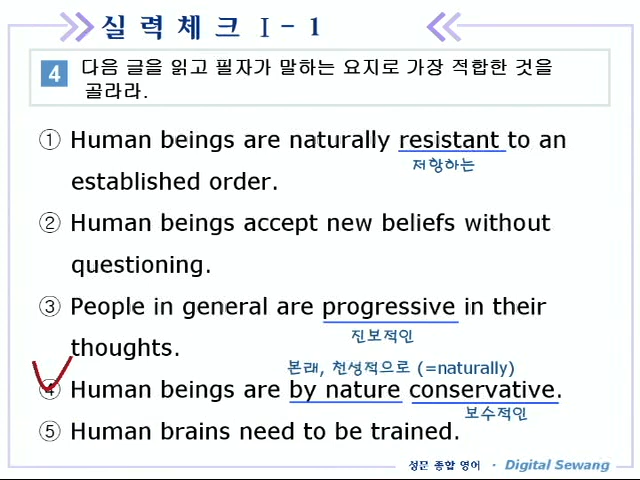 실 력 체 크 I - 1
4 다음 글을 읽고 필자가 말하는 요지로 가장 적합한 것을
골라라.
① Human beings are naturally resistant to an
저항하는
established order.
② Human beings accept new beliefs without
questioning.
③ People in general are progressive in their
진보적인
thoughts.
본래, 천성적으로 (=naturally)
④ Human beings are by nature conservative.
보수적인
⑤ Human brains need to be trained.
성문 종합 영어 · Digital Sewang